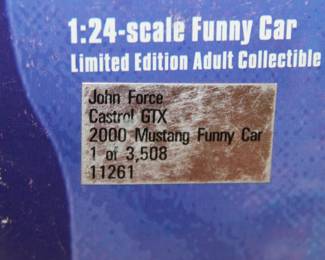 1:24-scale Funny Car
Limited Edition Adult Collectible
John Force
Castrol GTX
2000 Mustang Funny Car
1 of 3,508
11261